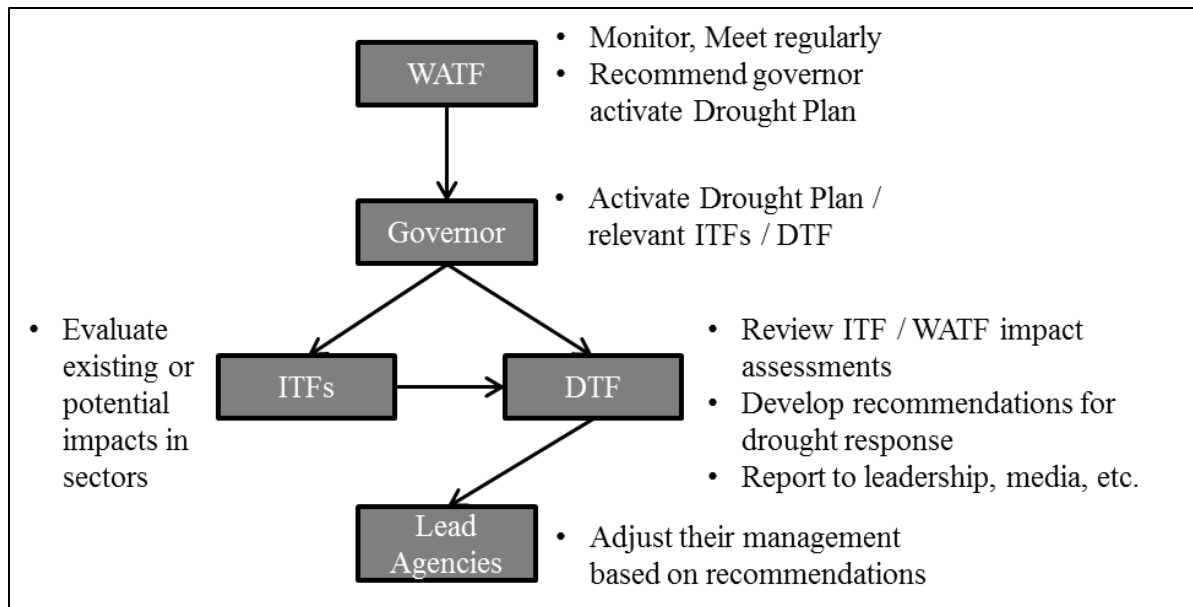 WATF
• Monitor, Meet regularly
• Recommend governor
activate Drought Plan
Governor
• Activate Drought Plan /
relevant ITFs / DTF
• Evaluate
existing or
potential
impacts in
sectors
ITFs
DTF
• Review ITF / WATF impact
assessments
• Develop recommendations for
drought response
• Report to leadership, media, etc.
Lead
Agencies
• Adjust their management
based on recommendations